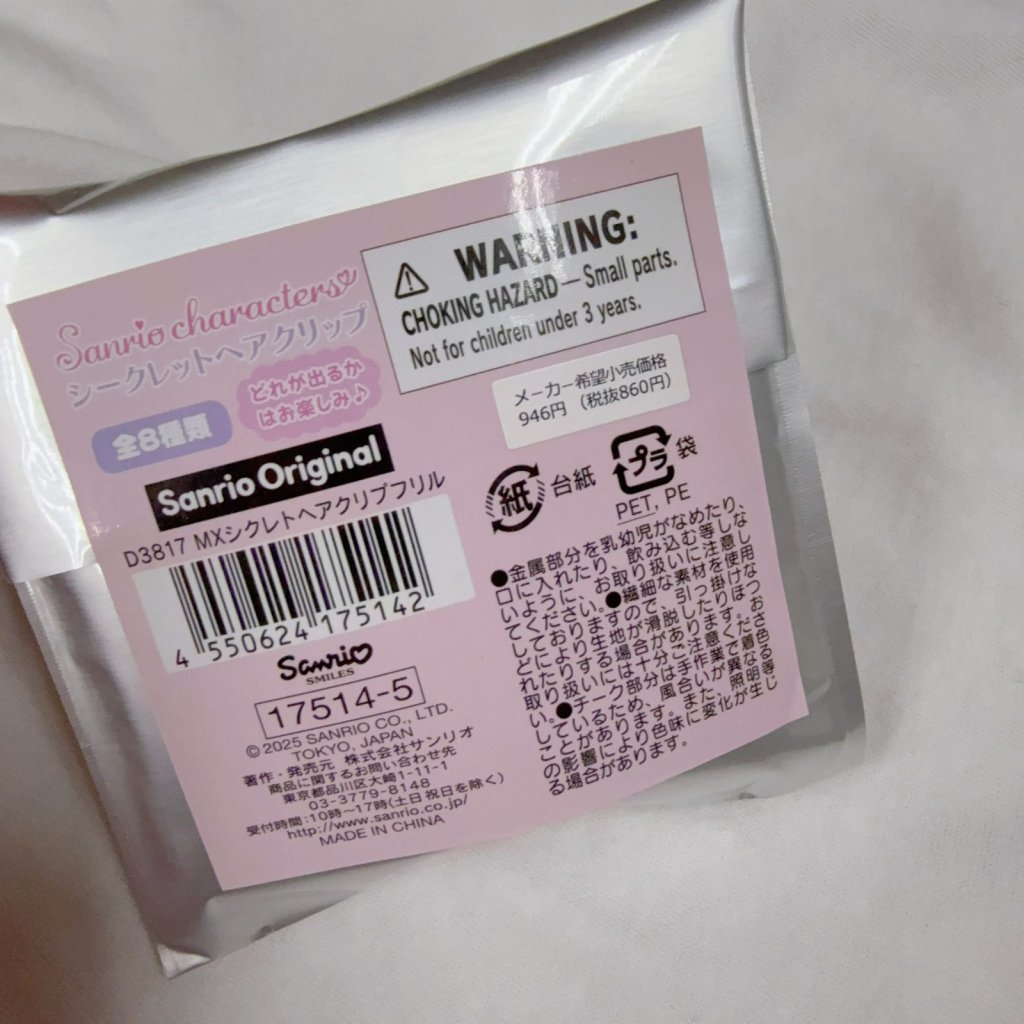 Sanrio characters
シークレットヘアクリップ
全8種類
どれが出るか
はお楽しみ♪
WARNING:
CHOKING HAZARD — Small parts.
Not for children under 3 years.
メーカー希望小売価格
946円 (税抜860円)
紙 台紙
プラ 袋
PET, PE
Sanrio Original
D3817 MXシクレトヘアクリプフリル
4 550624 175142
Sanrio
SMILES
17514-5
© 2025 SANRIO CO., LTD.
TOKYO, JAPAN
著作・発売元 株式会社サンリオ
商品に関するお問い合わせ先
東京都品川区大崎1-11-1
03-3779-8148
受付時間:10時〜17時(土日祝日を除く)
http://www.sanrio.co.jp/
MADE IN CHINA
●金属部分を乳幼児がなめたり、
口に入れたり、飲み込む等しな
いように、お取り扱いに注意し
てください。●繊細な素材を使用
しておりますので、引っ掛けなつ
どにより生地が滑脱したりほつお
れたりする場合があります。
取り扱いには十分ご注意くださ
い。●チーク部分は手作業で着色
しているため、風合いが異なる
ことがあります。また、照明等
の影響により色味に変化が生じ
る場合があります。